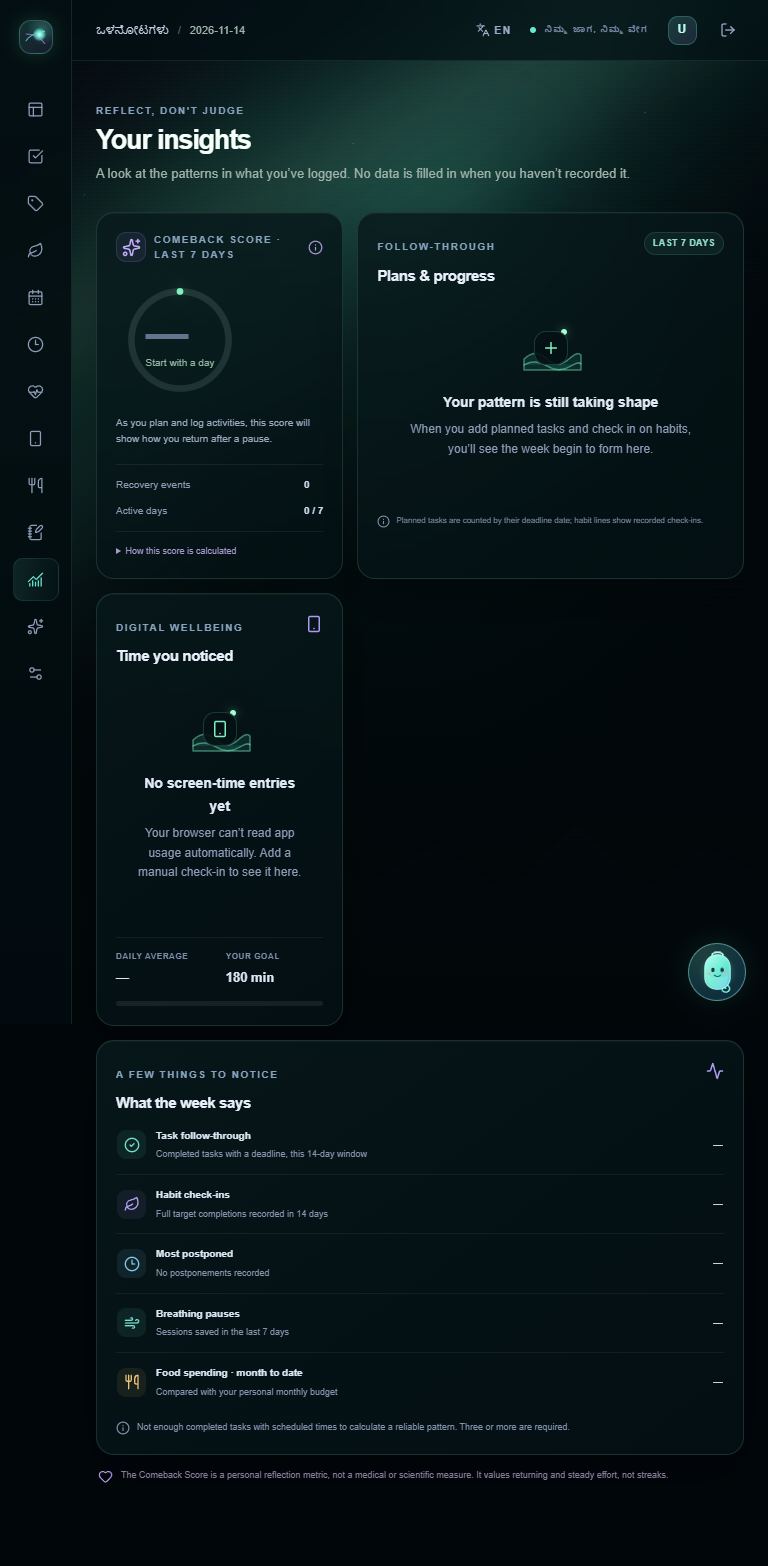 ಒಳನೋಟಗಳು / 2026-11-14
EN
ನಿಮ್ಮ ಜಾಗ, ನಿಮ್ಮ ವೇಗ
U
REFLECT, DON'T JUDGE
Your insights
A look at the patterns in what you've logged. No data is filled in when you haven't recorded it.
COMEBACK SCORE ·
LAST 7 DAYS
—
Start with a day
As you plan and log activities, this score will
show how you return after a pause.
Recovery events 0
Active days 0 / 7
How this score is calculated
FOLLOW-THROUGH
LAST 7 DAYS
Plans & progress
Your pattern is still taking shape
When you add planned tasks and check in on habits,
you'll see the week begin to form here.
Planned tasks are counted by their deadline date; habit lines show recorded check-ins.
DIGITAL WELLBEING
Time you noticed
No screen-time entries
yet
Your browser can't read app
usage automatically. Add a
manual check-in to see it here.
DAILY AVERAGE YOUR GOAL
— 180 min
A FEW THINGS TO NOTICE
What the week says
Task follow-through
Completed tasks with a deadline, this 14-day window
—
Habit check-ins
Full target completions recorded in 14 days
—
Most postponed
No postponements recorded
—
Breathing pauses
Sessions saved in the last 7 days
—
Food spending · month to date
Compared with your personal monthly budget
—
Not enough completed tasks with scheduled times to calculate a reliable pattern. Three or more are required.
The Comeback Score is a personal reflection metric, not a medical or scientific measure. It values returning and steady effort, not streaks.